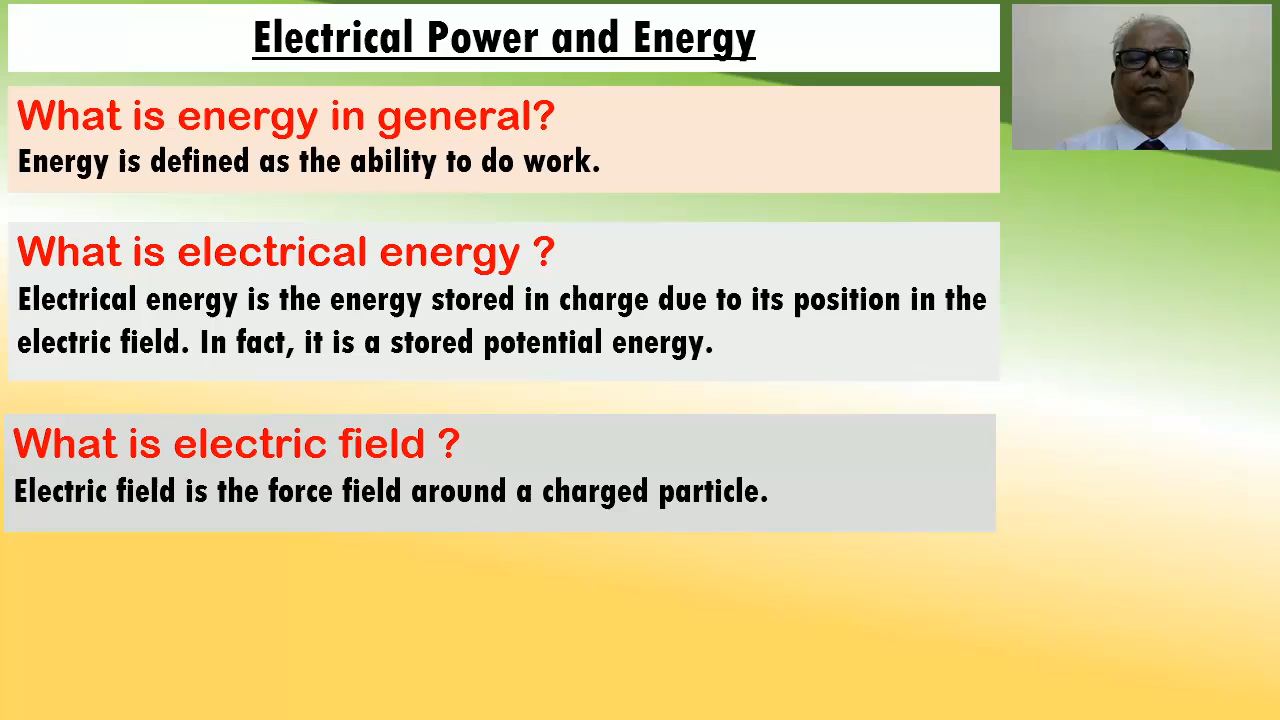 Electrical Power and Energy
What is energy in general?
Energy is defined as the ability to do work.
What is electrical energy ?
Electrical energy is the energy stored in charge due to its position in the
electric field. In fact, it is a stored potential energy.
What is electric field ?
Electric field is the force field around a charged particle.